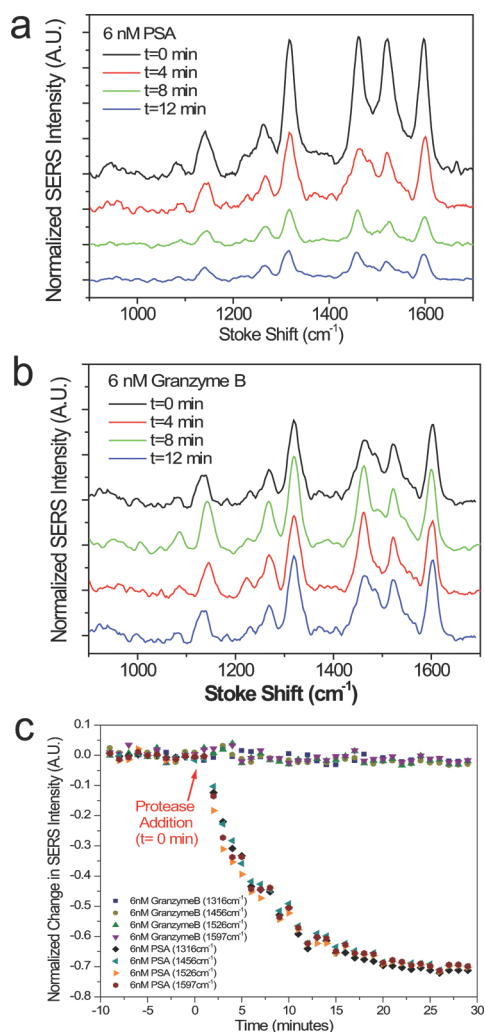 a
6 nM PSA
t=0 min
t=4 min
t=8 min
t=12 min
Normalized SERS Intensity (A.U.)
1000 1200 1400 1600
Stoke Shift (cm-1)
b
6 nM Granzyme B
t=0 min
t=4 min
t=8 min
t=12 min
Normalized SERS Intensity (A.U.)
1000 1200 1400 1600
Stoke Shift (cm-1)
c
Normalized Change in SERS Intensity (A.U.)
0.1
0.0
-0.1
-0.2
-0.3
-0.4
-0.5
-0.6
-0.7
-0.8
Protease
Addition
(t= 0 min)
6nM GranzymeB (1316cm-1)
6nM GranzymeB (1456cm-1)
6nM GranzymeB (1526cm-1)
6nM GranzymeB (1597cm-1)
6nM PSA (1316cm-1)
6nM PSA (1456cm-1)
6nM PSA (1526cm-1)
6nM PSA (1597cm-1)
-10 -5 0 5 10 15 20 25 30
Time (minutes)